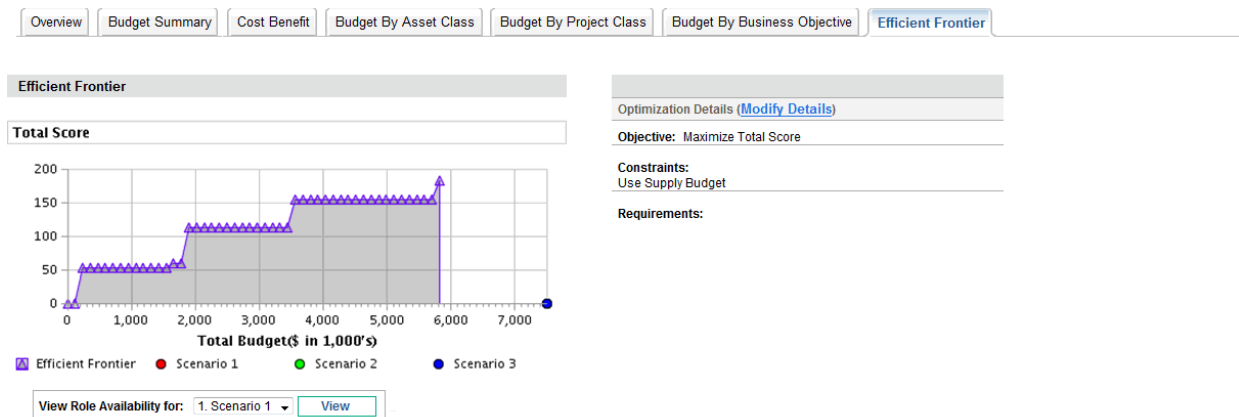 Overview Budget Summary Cost Benefit Budget By Asset Class Budget By Project Class Budget By Business Objective Efficient Frontier
Efficient Frontier
Total Score
200
150
100
50
0
0 1,000 2,000 3,000 4,000 5,000 6,000 7,000
Total Budget($ in 1,000's)
Efficient Frontier Scenario 1 Scenario 2 Scenario 3
View Role Availability for: 1. Scenario 1 View
Optimization Details (Modify Details)
Objective: Maximize Total Score
Constraints:
Use Supply Budget
Requirements: